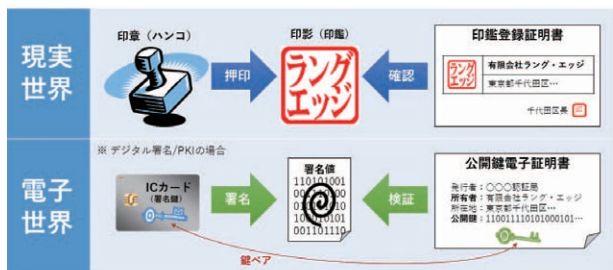 現実
世界
印章（ハンコ）
押印
印影（印鑑）
ラング
エッジ
確認
印鑑登録証明書
ラング
エッジ
有限会社ラング・エッジ
東京都千代田区…
千代田区長
※ デジタル署名/PKIの場合
電子
世界
ICカード
（署名鍵）
署名
署名値
110101001
001101110
検証
公開鍵電子証明書
発行者：〇〇〇認証局
所有者：有限会社ラング・エッジ
所在地：東京都千代田区…
公開鍵：110011110101000101…
鍵ペア